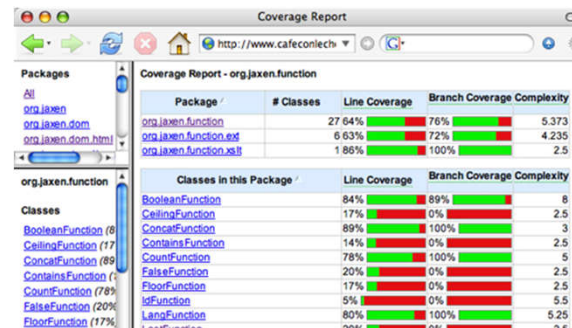 Coverage Report
http://www.cafeconlech
Packages
All
org.jaxen
org.jaxen.dom
org.jaxen.dom.html
org.jaxen.function
Classes
BooleanFunction (8
CeilingFunction (17
ConcatFunction (89
ContainsFunction (
CountFunction (78%
FalseFunction (20%
FloorFunction (17%
Coverage Report - org.jaxen.function
Package # Classes Line Coverage Branch Coverage Complexity
org.jaxen.function 27 64% 76% 5.373
org.jaxen.function.ext 6 63% 72% 4.235
org.jaxen.function.xslt 1 86% 100% 2.5
Classes in this Package Line Coverage Branch Coverage Complexity
BooleanFunction 84% 89% 8
CeilingFunction 17% 0% 2.5
ConcatFunction 89% 100% 3
ContainsFunction 14% 0% 2.5
CountFunction 78% 100% 5
FalseFunction 20% 0% 2.5
FloorFunction 17% 0% 2.5
IdFunction 5% 0% 5.5
LangFunction 80% 100% 5.25